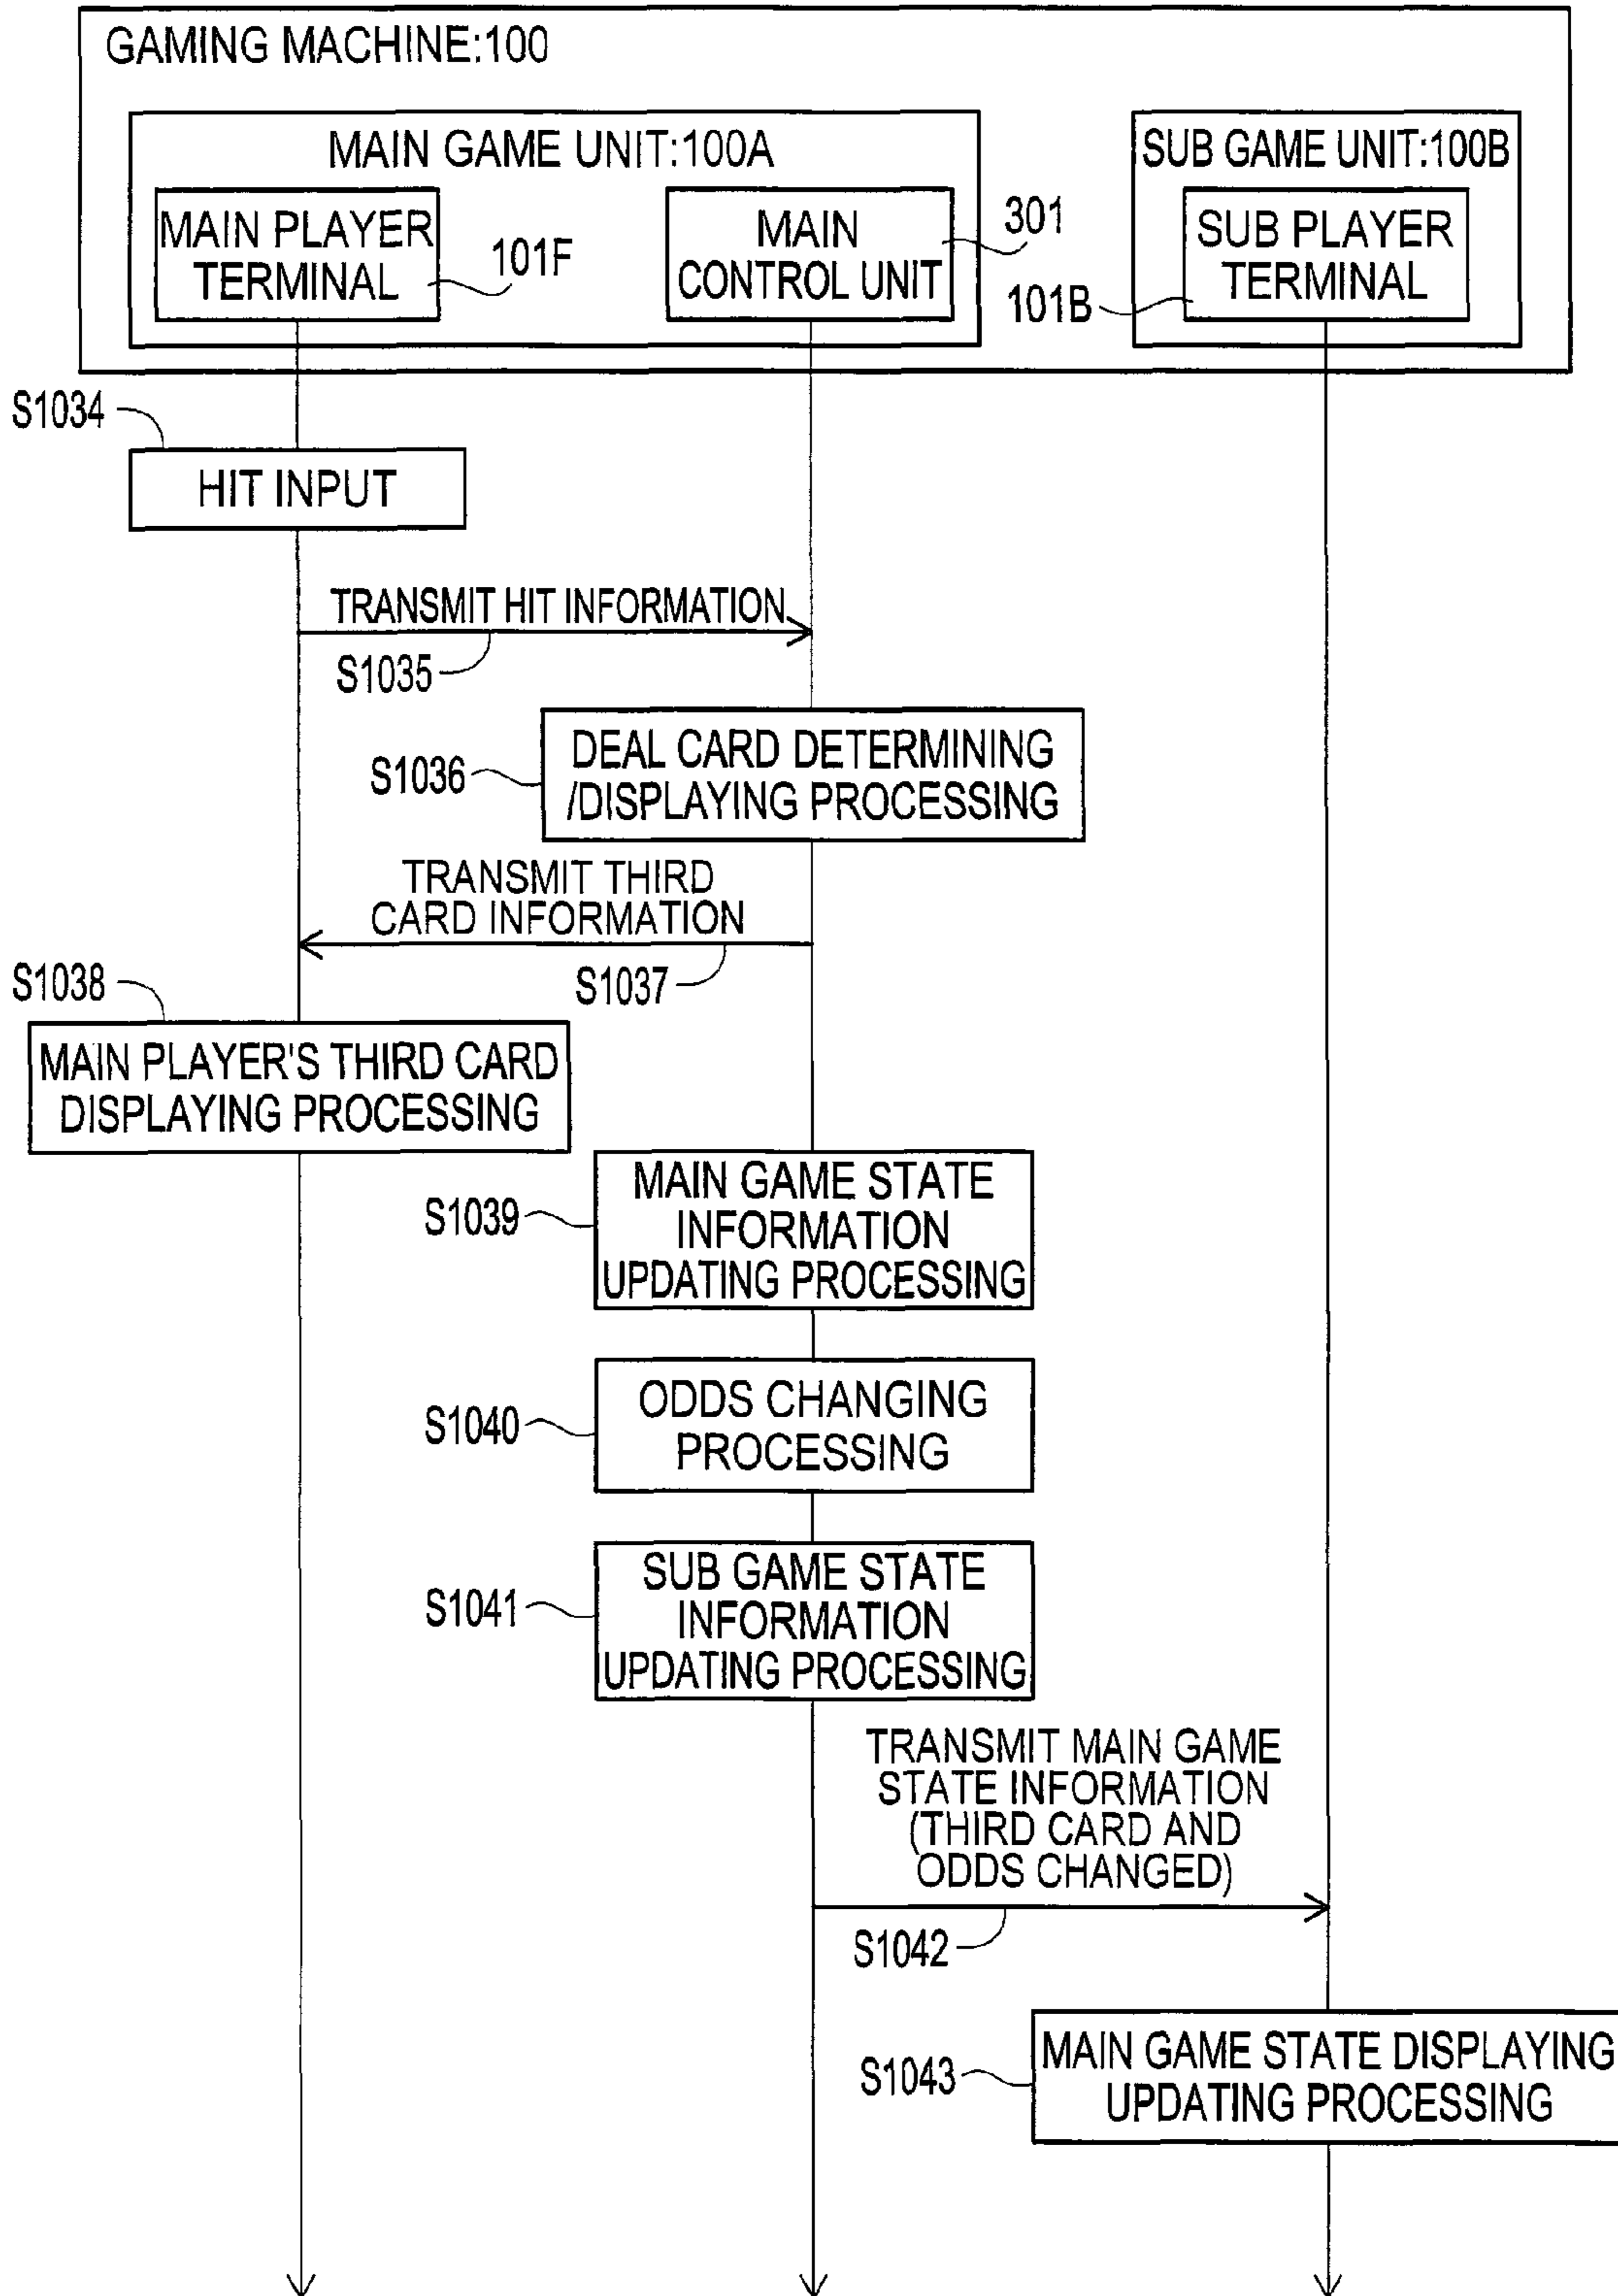 GAMING MACHINE:100
MAIN GAME UNIT:100A
SUB GAME UNIT:100B
MAIN PLAYER
TERMINAL
101F
MAIN
CONTROL UNIT
301
SUB PLAYER
TERMINAL
101B
S1034
HIT INPUT
TRANSMIT HIT INFORMATION
S1035
S1036
DEAL CARD DETERMINING
/DISPLAYING PROCESSING
TRANSMIT THIRD
CARD INFORMATION
S1037
S1038
MAIN PLAYER'S THIRD CARD
DISPLAYING PROCESSING
S1039
MAIN GAME STATE
INFORMATION
UPDATING PROCESSING
S1040
ODDS CHANGING
PROCESSING
S1041
SUB GAME STATE
INFORMATION
UPDATING PROCESSING
TRANSMIT MAIN GAME
STATE INFORMATION
(THIRD CARD AND
ODDS CHANGED)
S1042
S1043
MAIN GAME STATE DISPLAYING
UPDATING PROCESSING